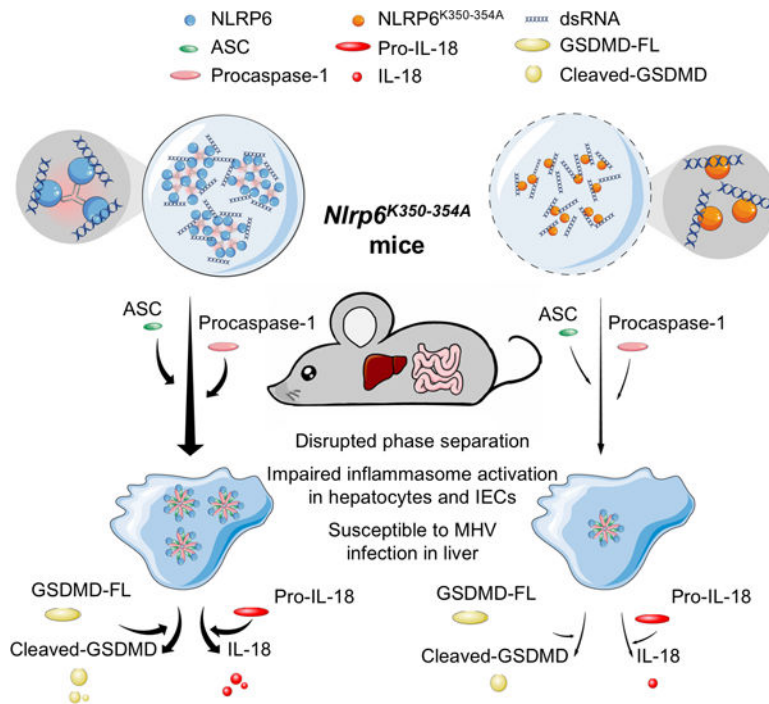 NLRP6
NLRP6K350-354A
dsRNA
ASC
Pro-IL-18
GSDMD-FL
Procaspase-1
IL-18
Cleaved-GSDMD
Nlrp6K350-354A
mice
ASC
Procaspase-1
ASC
Procaspase-1
Disrupted phase separation
Impaired inflammasome activation
in hepatocytes and IECs
Susceptible to MHV
infection in liver
GSDMD-FL
Pro-IL-18
Cleaved-GSDMD
IL-18
GSDMD-FL
Pro-IL-18
Cleaved-GSDMD
IL-18